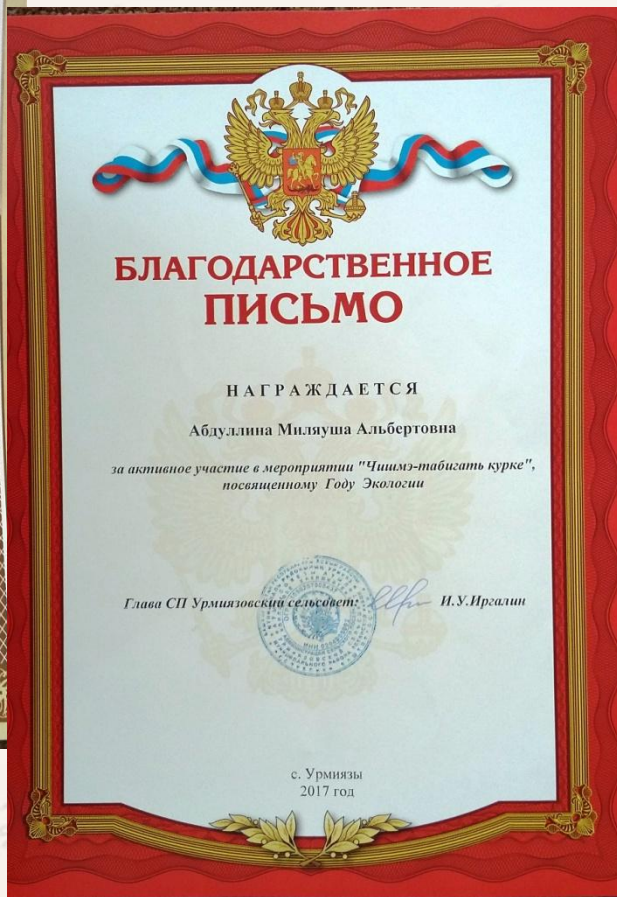 БЛАГОДАРСТВЕННОЕ
ПИСЬМО
НАГРАЖДАЕТСЯ
Абдуллина Миляуша Альбертовна
за активное участие в мероприятии "Чишмэ-табигать курке",
посвященному Году Экологии
Глава СП Урмиязовский сельсовет: И.У.Иргалин
с. Урмиязы
2017 год